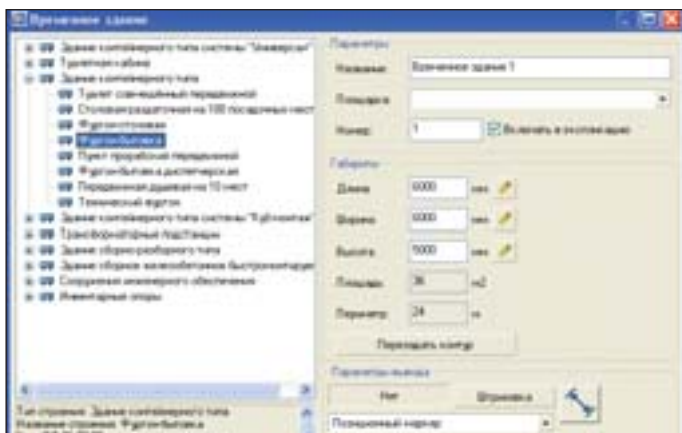 Временное здание
Здание контейнерного типа системы "Универсал"
Туалетная кабина
Здание контейнерного типа
Туалет совмещённый передвижной
Столовая раздаточная на 100 посадочных мест
Фургон-столовая
Фургон-бытовка
Пункт прорабский передвижной
Фургон-бытовка диспетчерская
Передвижная душевая на 10 мест
Технический фургон
Здание контейнерного типа системы
Трансформаторные подстанции
Здание сборно-разборного типа
Здание сборное железобетонное
Сооружения инженерного обеспечения
Инвентарные опоры
Тип строения: Здание контейнерного типа
Название строения: Фургон-бытовка
Параметры
Название: Временное здание 1
Площадка:
Номер: 1 Включать в экспликацию
Габариты
Длина: 6000 мм
Ширина: 6000 мм
Высота: 5000 мм
Площадь: 36 м2
Периметр: 24 м
Пересоздать контур
Параметры вывода
Нет Штриховка
Позиционный маркер